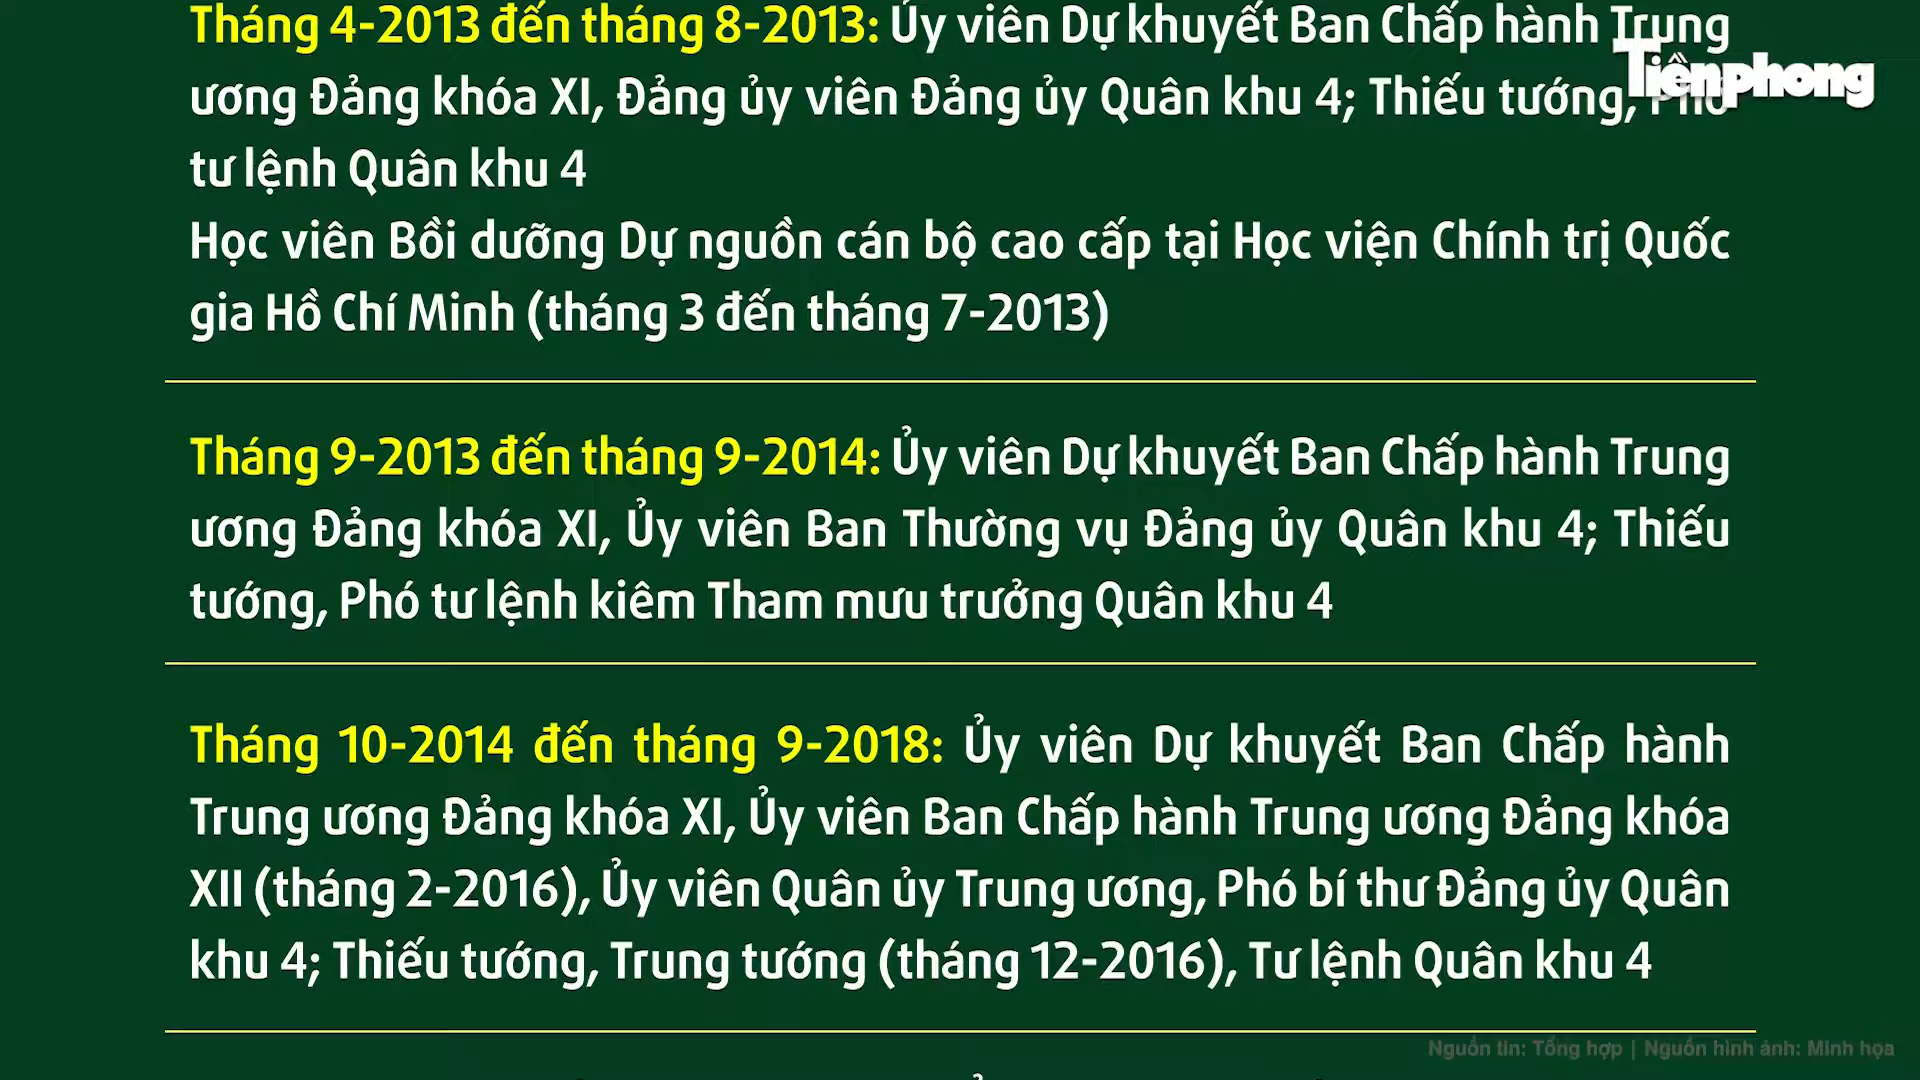 Tháng 4-2013 đến tháng 8-2013: Ủy viên Dự khuyết Ban Chấp hành Trung
Tiềnphong
ương Đảng khóa XI, Đảng ủy viên Đảng ủy Quân khu 4; Thiếu tướng, Phó
tư lệnh Quân khu 4
Học viên Bồi dưỡng Dự nguồn cán bộ cao cấp tại Học viện Chính trị Quốc
gia Hồ Chí Minh (tháng 3 đến tháng 7-2013)
Tháng 9-2013 đến tháng 9-2014: Ủy viên Dự khuyết Ban Chấp hành Trung
ương Đảng khóa XI, Ủy viên Ban Thường vụ Đảng ủy Quân khu 4; Thiếu
tướng, Phó tư lệnh kiêm Tham mưu trưởng Quân khu 4
Tháng 10-2014 đến tháng 9-2018: Ủy viên Dự khuyết Ban Chấp hành
Trung ương Đảng khóa XI, Ủy viên Ban Chấp hành Trung ương Đảng khóa
XII (tháng 2-2016), Ủy viên Quân ủy Trung ương, Phó bí thư Đảng ủy Quân
khu 4; Thiếu tướng, Trung tướng (tháng 12-2016), Tư lệnh Quân khu 4
Nguồn tin: Tổng hợp | Nguồn hình ảnh: Minh họa